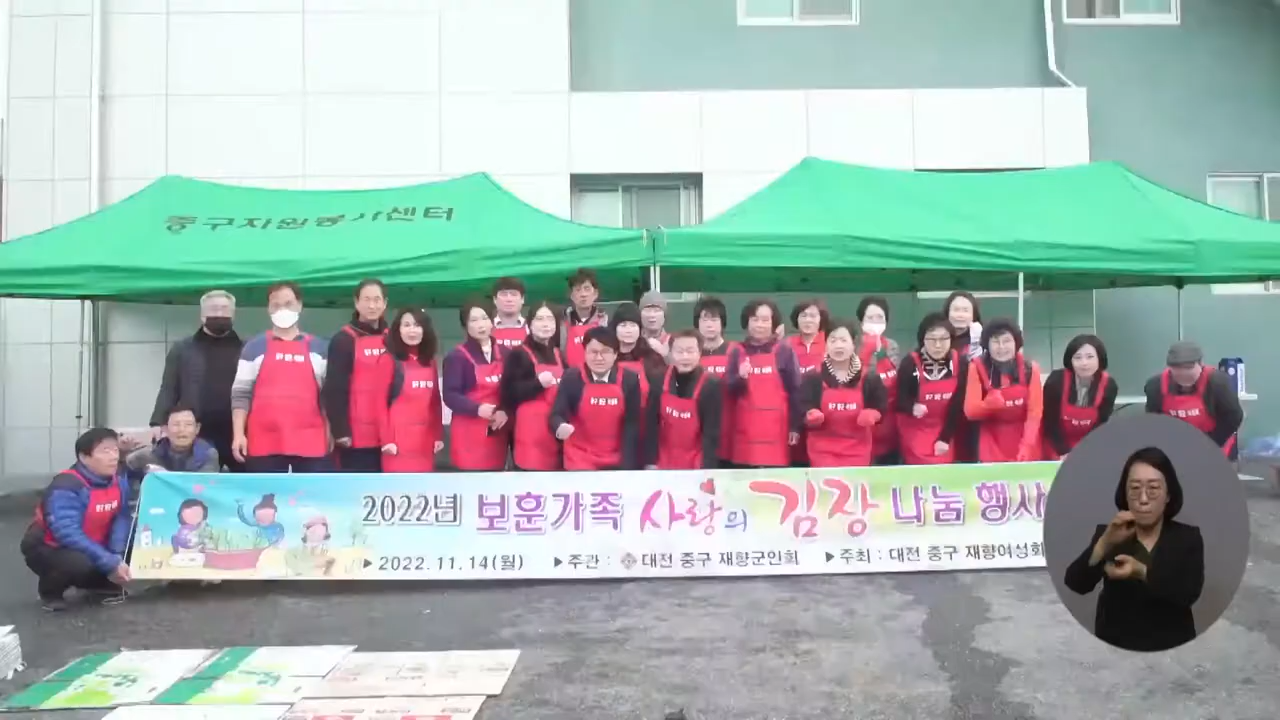 중구자원봉사센터
2022년 보훈가족 사랑의 김장 나눔 행사
▶2022.11.14(월) ▶주관 : 대전 중구 재향군인회 ▶주최 : 대전 중구 재향여성회